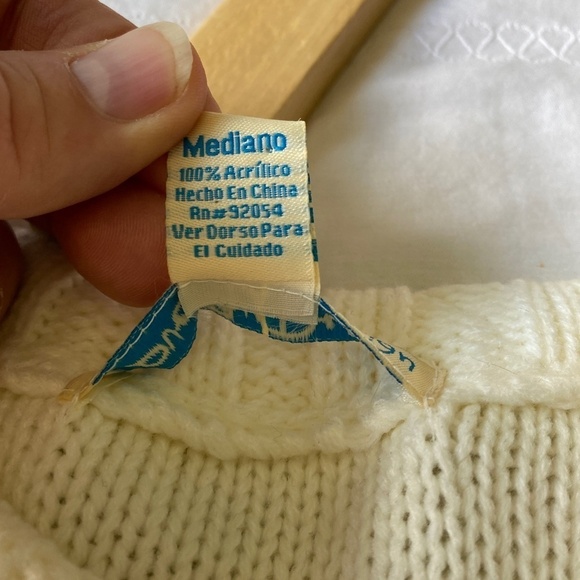 Mediano
100% Acrílico
Hecho En China
Rn#92054
Ver Dorso Para
El Cuidado